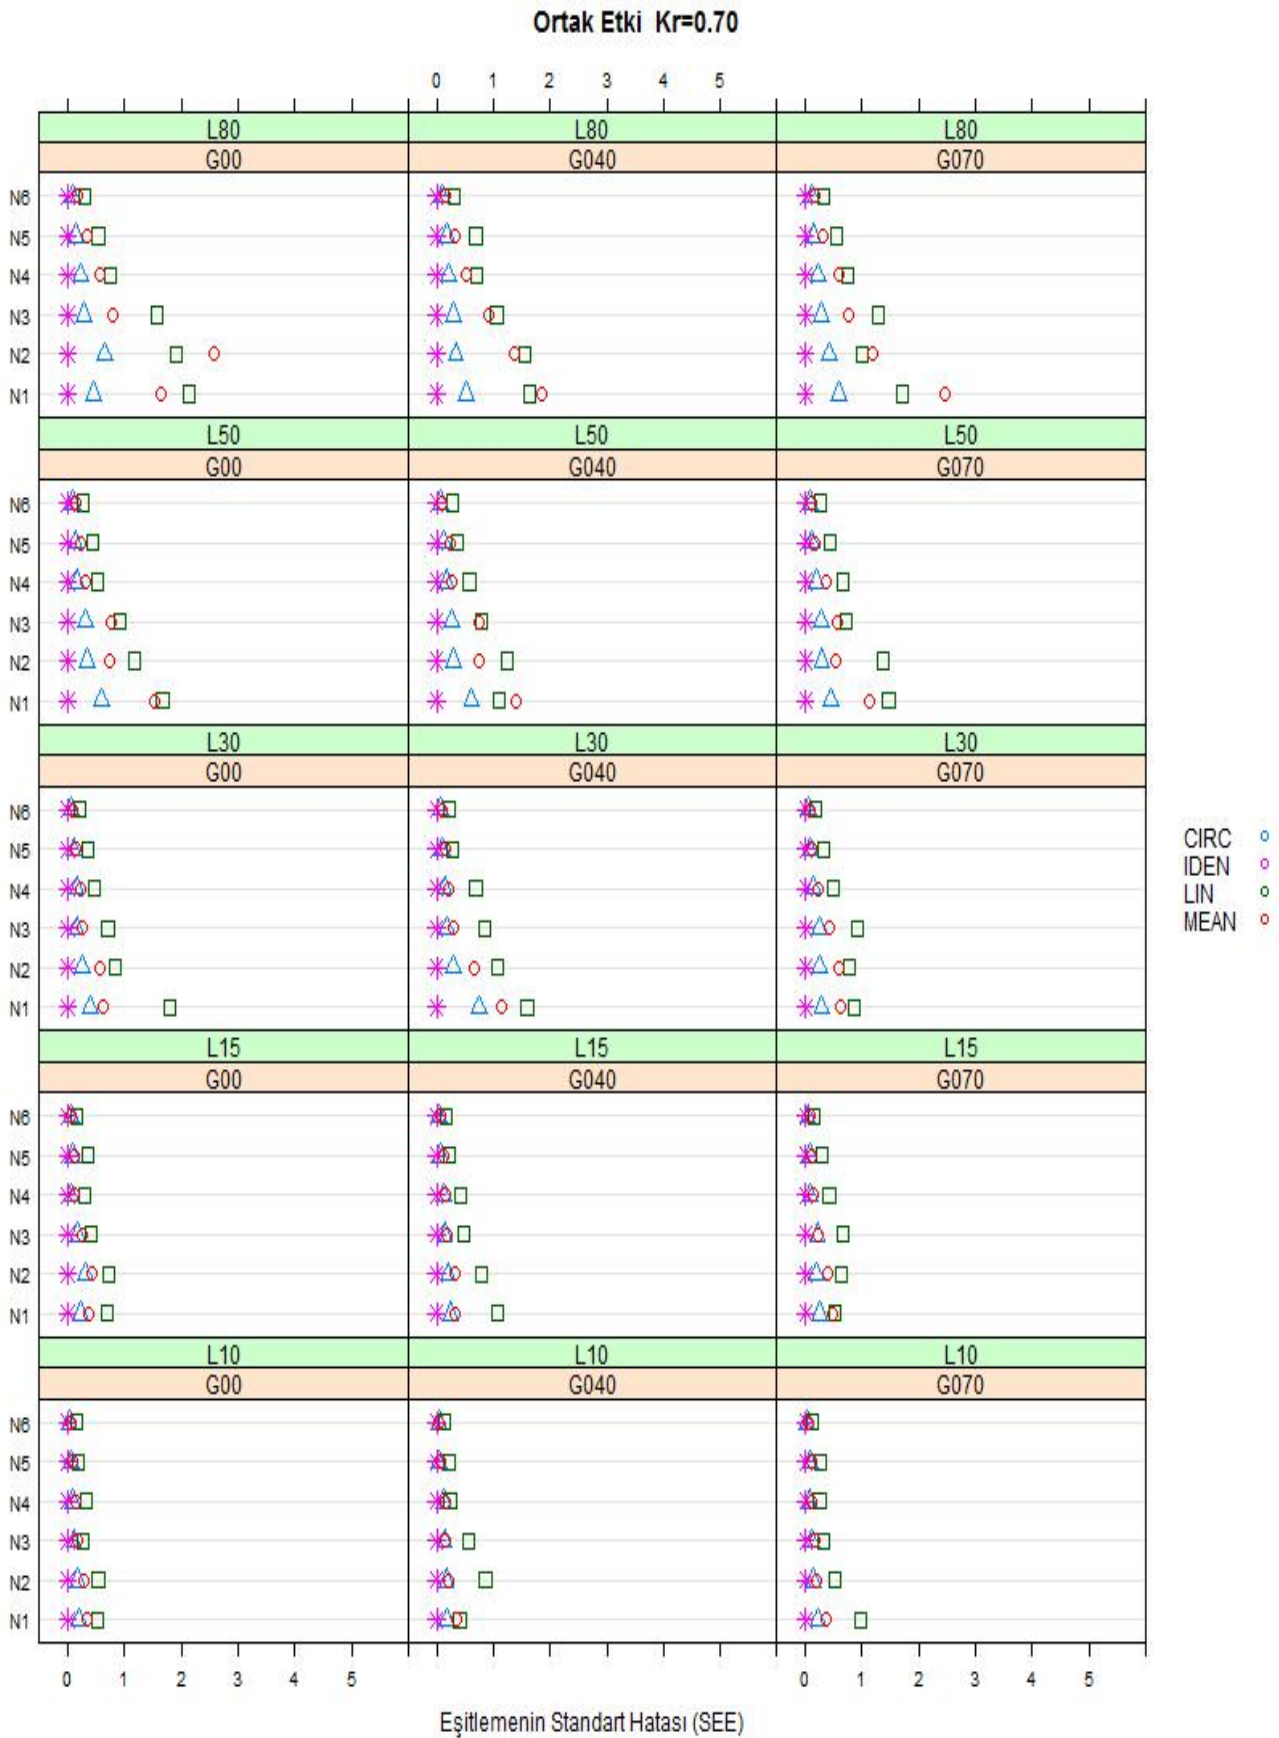 Ortak Etki Kr=0.70
0 1 2 3 4 5
L80 L80 L80
G00 G040 G070
N6
N5
N4
N3
N2
N1
L50 L50 L50
G00 G040 G070
N6
N5
N4
N3
N2
N1
L30 L30 L30
G00 G040 G070
N6
N5
N4
N3
N2
N1
CIRC
IDEN
LIN
MEAN
L15 L15 L15
G00 G040 G070
N6
N5
N4
N3
N2
N1
L10 L10 L10
G00 G040 G070
N6
N5
N4
N3
N2
N1
0 1 2 3 4 5 0 1 2 3 4 5
Eşitlemenin Standart Hatası (SEE)